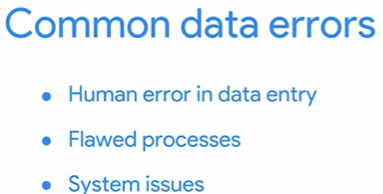 Common data errors
• Human error in data entry
• Flawed processes
• System issues